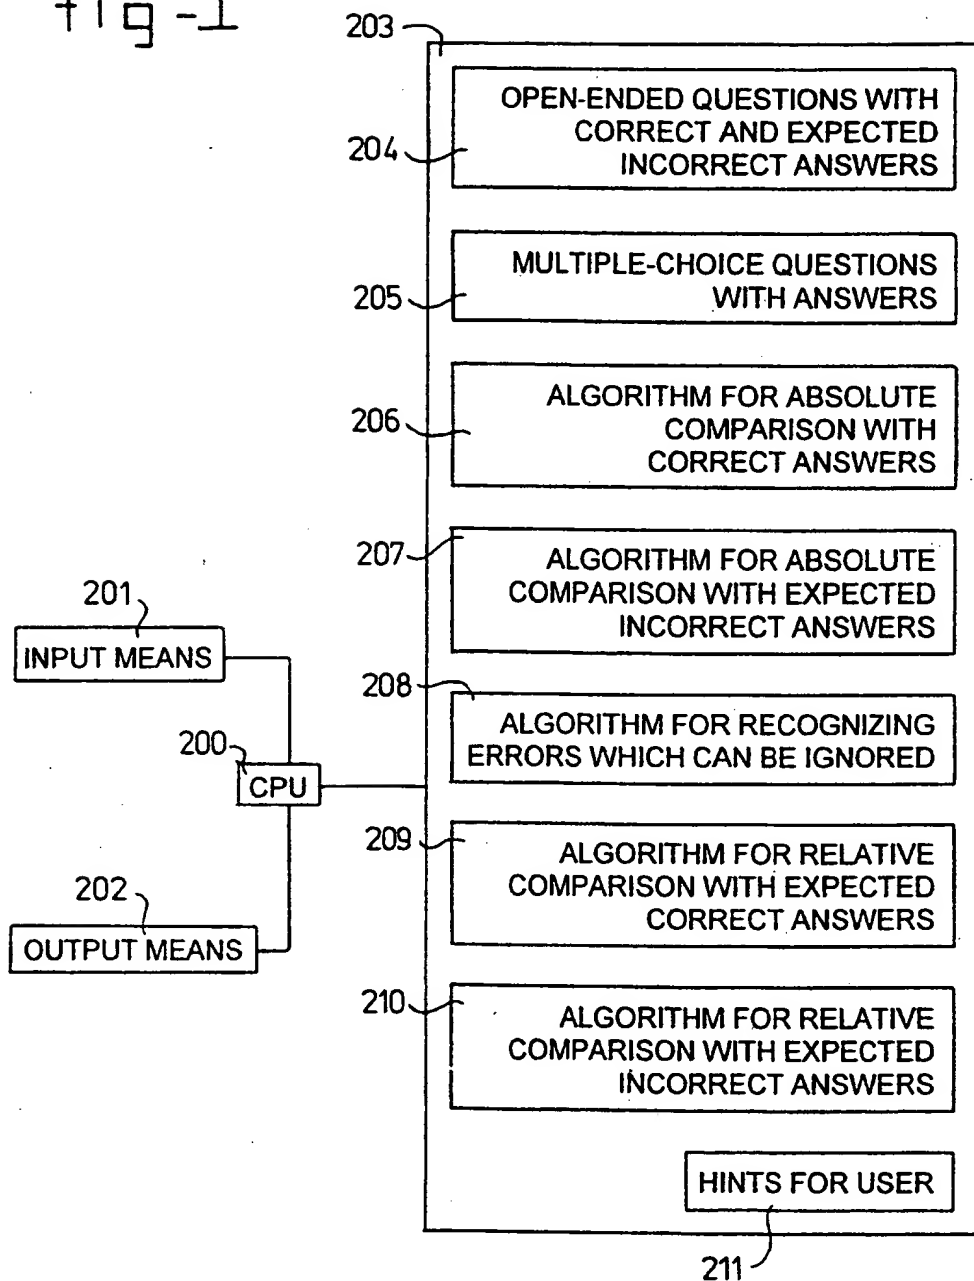 fig-1
203
204
OPEN-ENDED QUESTIONS WITH
CORRECT AND EXPECTED
INCORRECT ANSWERS
205
MULTIPLE-CHOICE QUESTIONS
WITH ANSWERS
206
ALGORITHM FOR ABSOLUTE
COMPARISON WITH
CORRECT ANSWERS
207
ALGORITHM FOR ABSOLUTE
COMPARISON WITH EXPECTED
INCORRECT ANSWERS
201
INPUT MEANS
208
ALGORITHM FOR RECOGNIZING
ERRORS WHICH CAN BE IGNORED
200
CPU
209
ALGORITHM FOR RELATIVE
COMPARISON WITH EXPECTED
CORRECT ANSWERS
202
OUTPUT MEANS
210
ALGORITHM FOR RELATIVE
COMPARISON WITH EXPECTED
INCORRECT ANSWERS
HINTS FOR USER
211